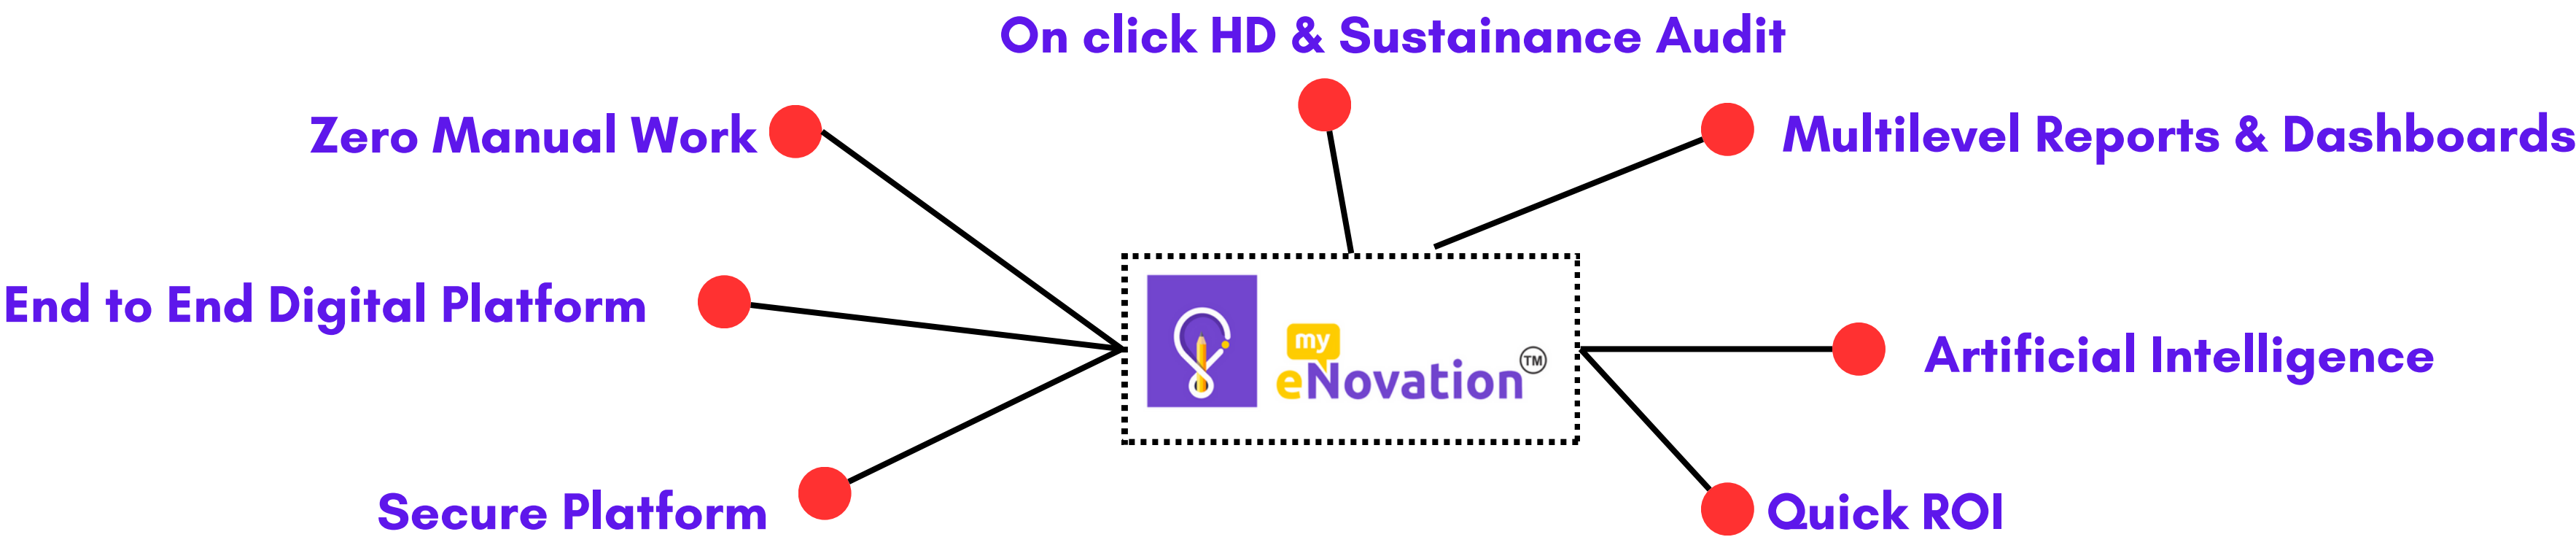 On click HD & Sustainance Audit
Zero Manual Work
Multilevel Reports & Dashboards
End to End Digital Platform
my
eNovation TM
Artificial Intelligence
Secure Platform
Quick ROI